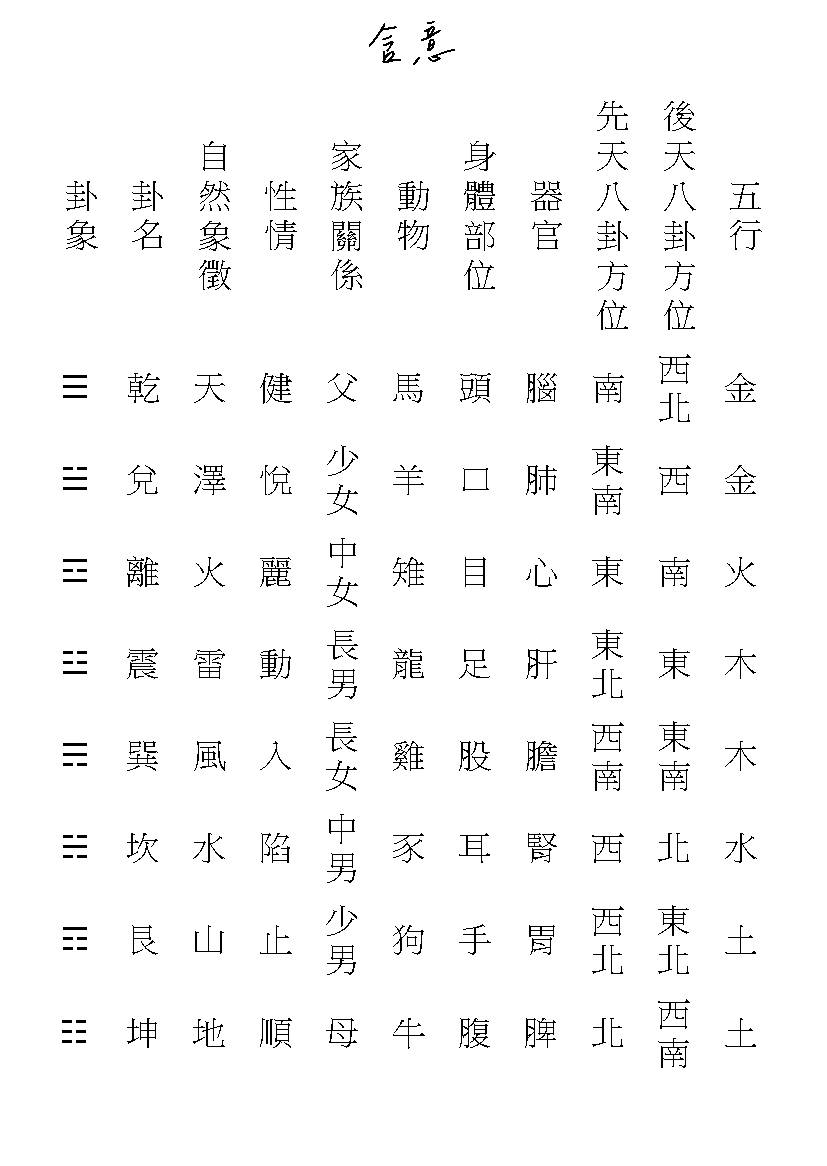 含意
卦象 卦名 自然象徵 性情 家族關係 動物 身體部位 器官 先天八卦方位 後天八卦方位 五行
☰ 乾 天 健 父 馬 頭 腦 南 西北 金
☱ 兌 澤 悅 少女 羊 口 肺 東南 西 金
☲ 離 火 麗 中女 雉 目 心 東 南 火
☳ 震 雷 動 長男 龍 足 肝 東北 東 木
☴ 巽 風 入 長女 雞 股 膽 西南 東南 木
☵ 坎 水 陷 中男 豕 耳 腎 西 北 水
☶ 艮 山 止 少男 狗 手 胃 西北 東北 土
☷ 坤 地 順 母 牛 腹 脾 北 西南 土